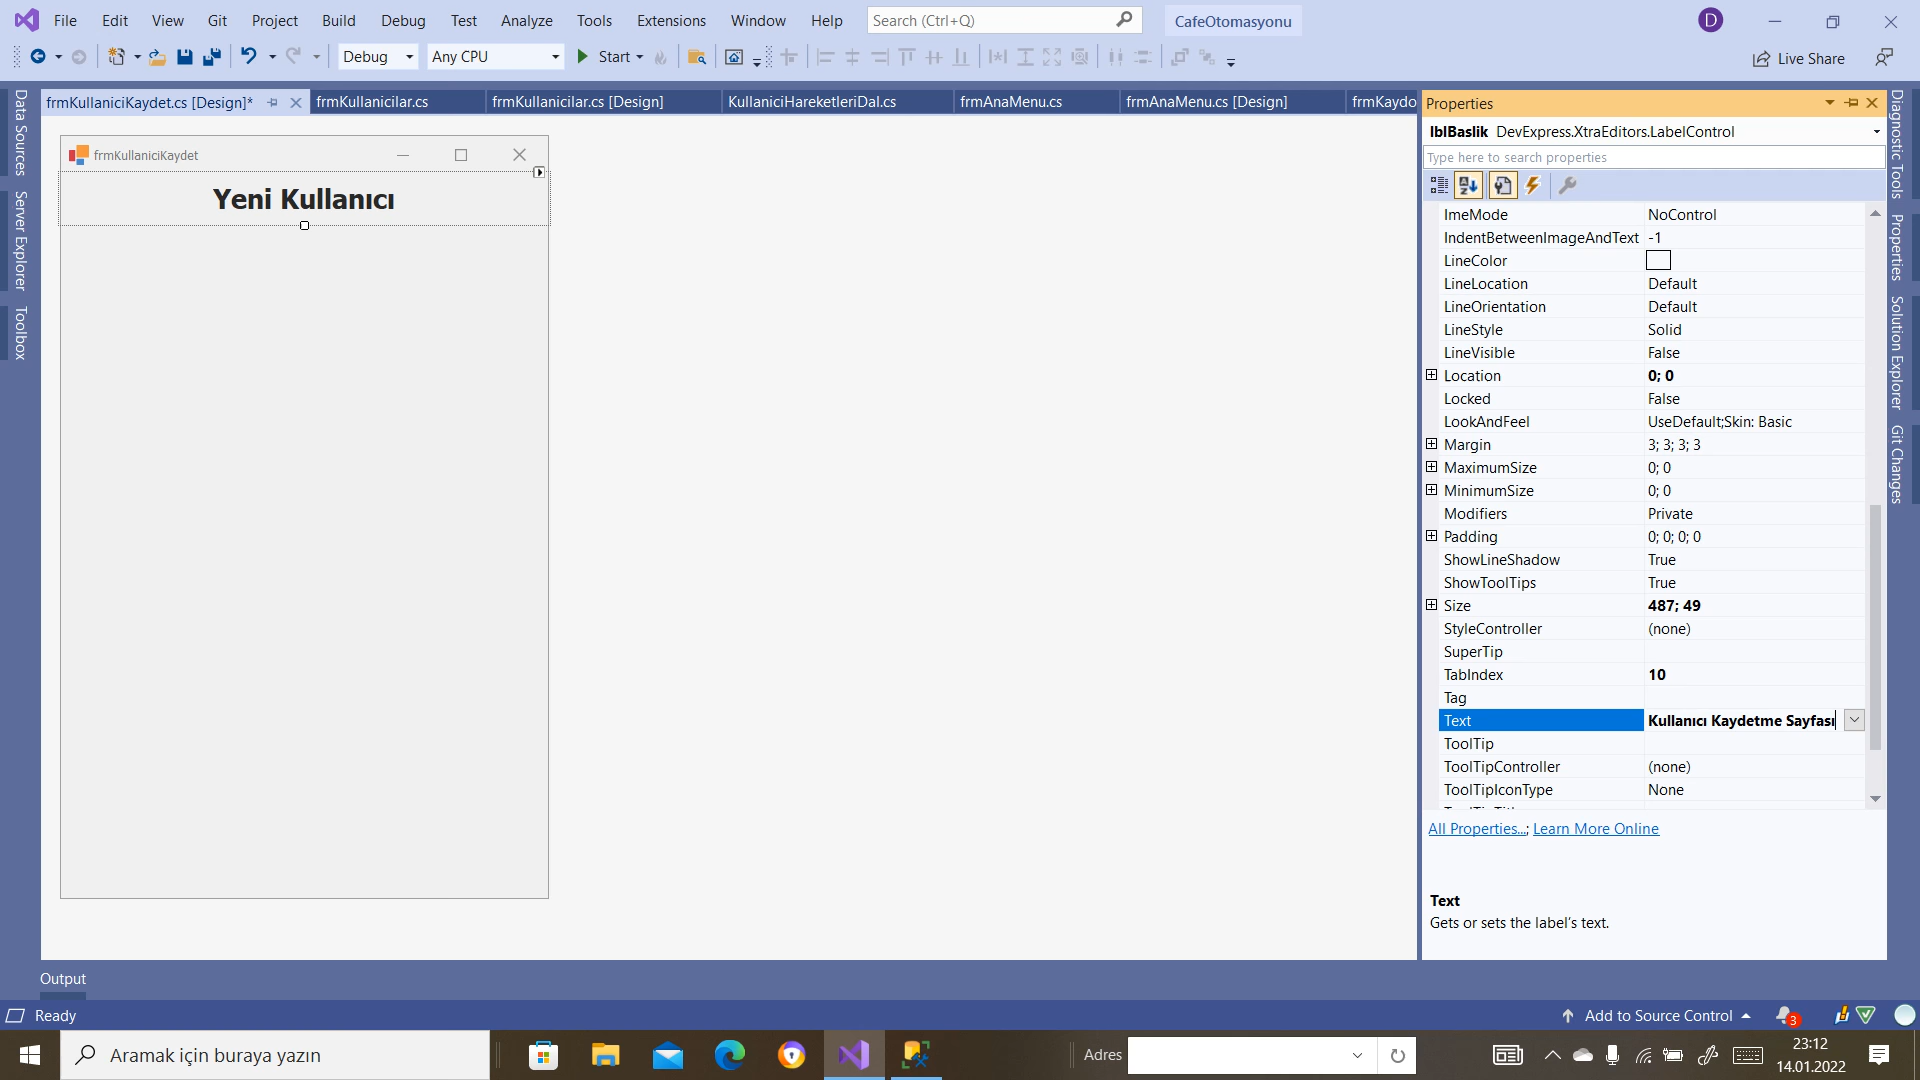 File Edit View Git Project Build Debug Test Analyze Tools Extensions Window Help Search (Ctrl+Q) CafeOtomasyonu D
Debug Any CPU Start Live Share
frmKullaniciKaydet.cs [Design]* frmKullanicilar.cs frmKullanicilar.cs [Design] KullaniciHareketleriDal.cs frmAnaMenu.cs frmAnaMenu.cs [Design] frmKaydo
Data Sources
Server Explorer
Toolbox
frmKullaniciKaydet
Yeni Kullanıcı
Properties
lblBaslik DevExpress.XtraEditors.LabelControl
Type here to search properties
ImeMode NoControl
IndentBetweenImageAndText -1
LineColor
LineLocation Default
LineOrientation Default
LineStyle Solid
LineVisible False
Location 0; 0
Locked False
LookAndFeel UseDefault;Skin: Basic
Margin 3; 3; 3; 3
MaximumSize 0; 0
MinimumSize 0; 0
Modifiers Private
Padding 0; 0; 0; 0
ShowLineShadow True
ShowToolTips True
Size 487; 49
StyleController (none)
SuperTip
TabIndex 10
Tag
Text Kullanıcı Kaydetme Sayfası
ToolTip
ToolTipController (none)
ToolTipIconType None
All Properties...; Learn More Online
Text
Gets or sets the label's text.
Diagnostic Tools
Properties
Solution Explorer
Git Changes
Output
Ready Add to Source Control 3
Aramak için buraya yazın Adres 23:12
14.01.2022